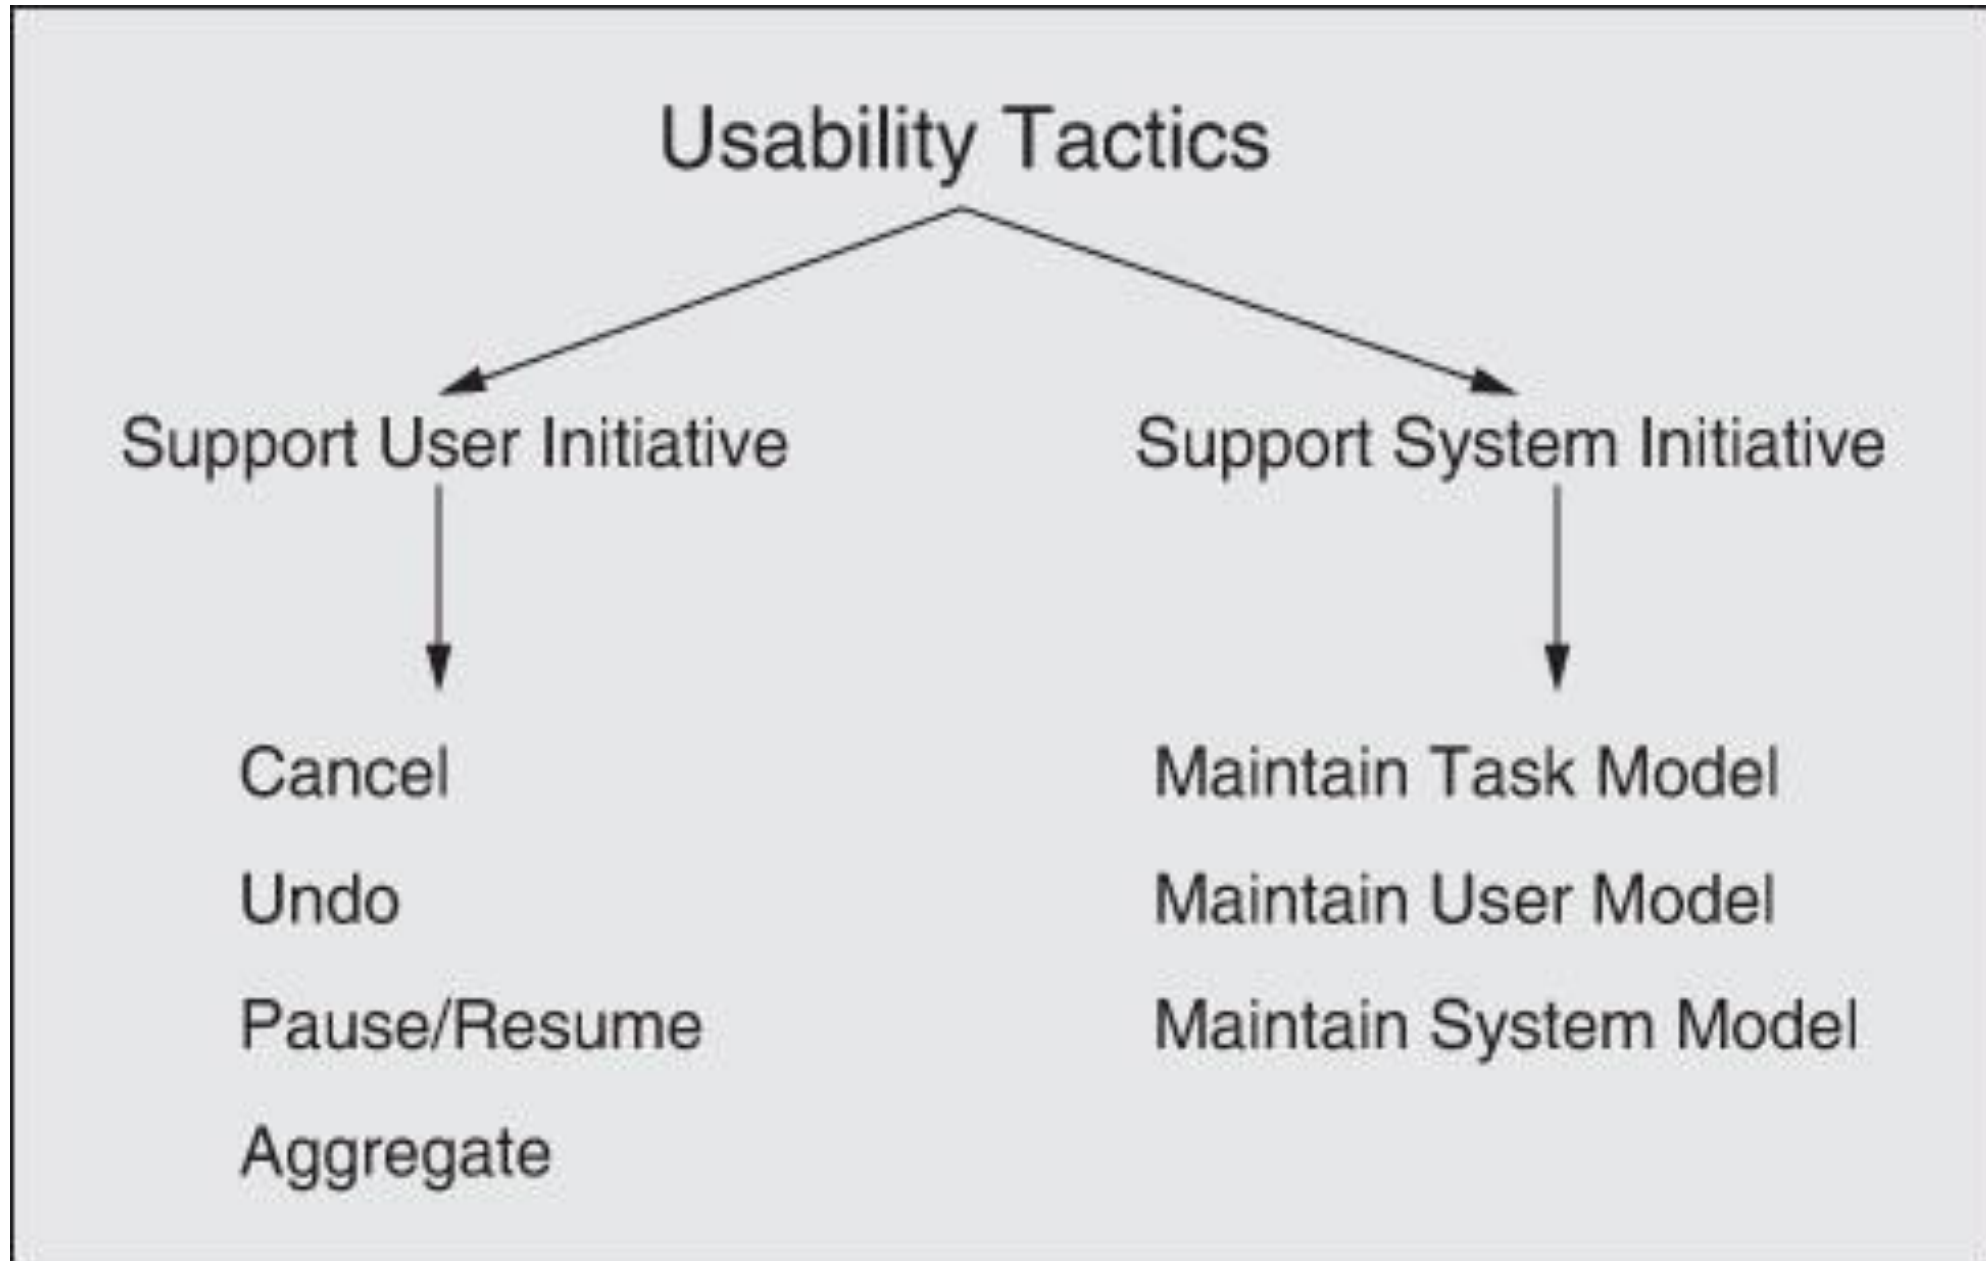 Usability Tactics
Support User Initiative
Support System Initiative
Cancel
Undo
Pause/Resume
Aggregate
Maintain Task Model
Maintain User Model
Maintain System Model